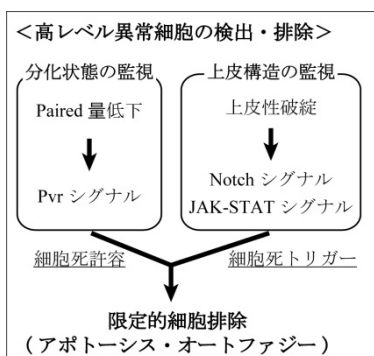 ＜高レベル異常細胞の検出・排除＞
分化状態の監視
Paired 量低下
Pvr シグナル
上皮構造の監視
上皮性破綻
Notch シグナル
JAK-STAT シグナル
細胞死許容
細胞死トリガー
限定的細胞排除
（アポトーシス・オートファジー）